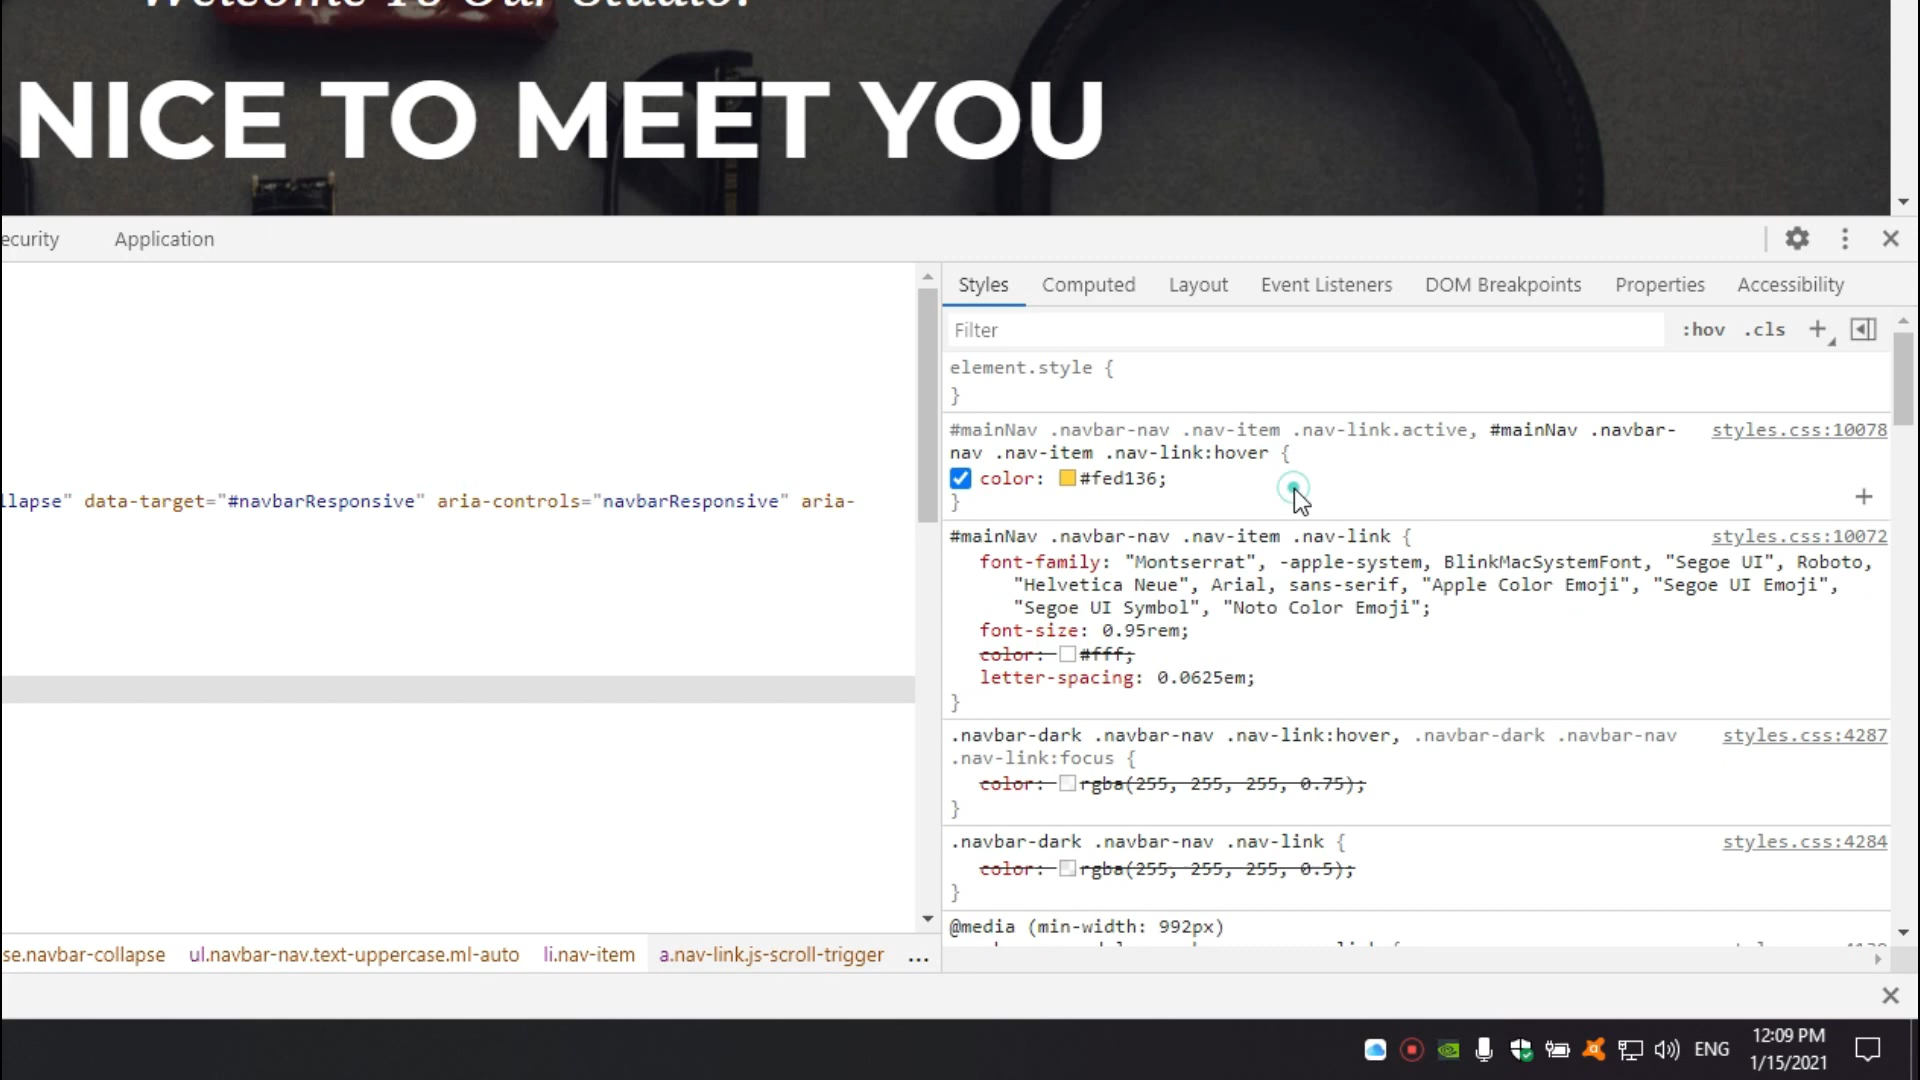 Welcome To Our Studio!
NICE TO MEET YOU
ecurity Application
Styles Computed Layout Event Listeners DOM Breakpoints Properties Accessibility
Filter :hov .cls +
element.style {
}
#mainNav .navbar-nav .nav-item .nav-link.active, #mainNav .navbar- styles.css:10078
nav .nav-item .nav-link:hover {
color: #fed136;
}
#mainNav .navbar-nav .nav-item .nav-link { styles.css:10072
font-family: "Montserrat", -apple-system, BlinkMacSystemFont, "Segoe UI", Roboto,
"Helvetica Neue", Arial, sans-serif, "Apple Color Emoji", "Segoe UI Emoji",
"Segoe UI Symbol", "Noto Color Emoji";
font-size: 0.95rem;
color: #fff;
letter-spacing: 0.0625em;
}
.navbar-dark .navbar-nav .nav-link:hover, .navbar-dark .navbar-nav styles.css:4287
.nav-link:focus {
color: rgba(255, 255, 255, 0.75);
}
.navbar-dark .navbar-nav .nav-link { styles.css:4284
color: rgba(255, 255, 255, 0.5);
}
@media (min-width: 992px)
llapse" data-target="#navbarResponsive" aria-controls="navbarResponsive" aria-
se.navbar-collapse ul.navbar-nav.text-uppercase.ml-auto li.nav-item a.nav-link.js-scroll-trigger ...
ENG
12:09 PM
1/15/2021